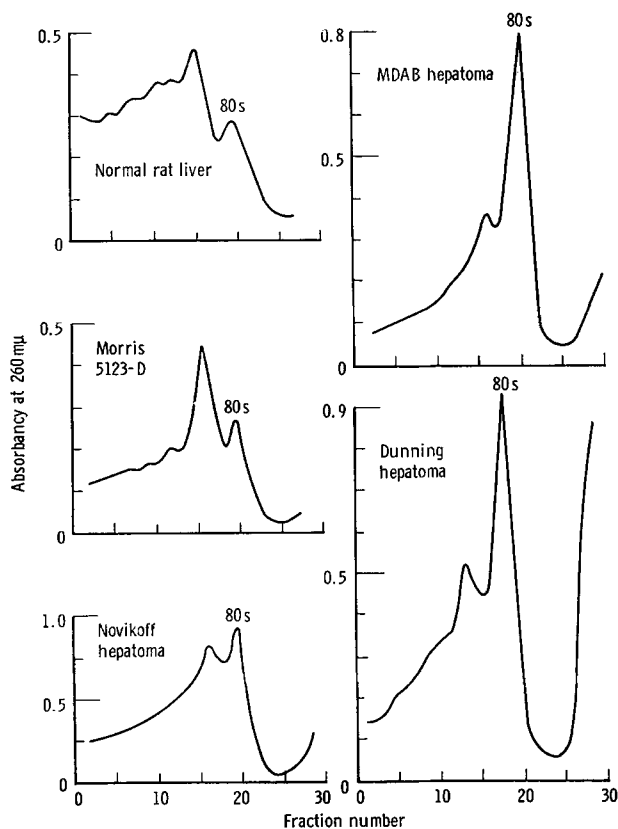 0.5
80s
Normal rat liver
0
0.5
Morris
5123-D
80s
0
1.0
80s
Novikoff
hepatoma
0.5
0
0 10 20 30
0.8
80s
MDAB hepatoma
0.5
0
80s
0.9
Dunning
hepatoma
0.5
0
0 10 20 30
Absorbancy at 260mμ
Fraction number